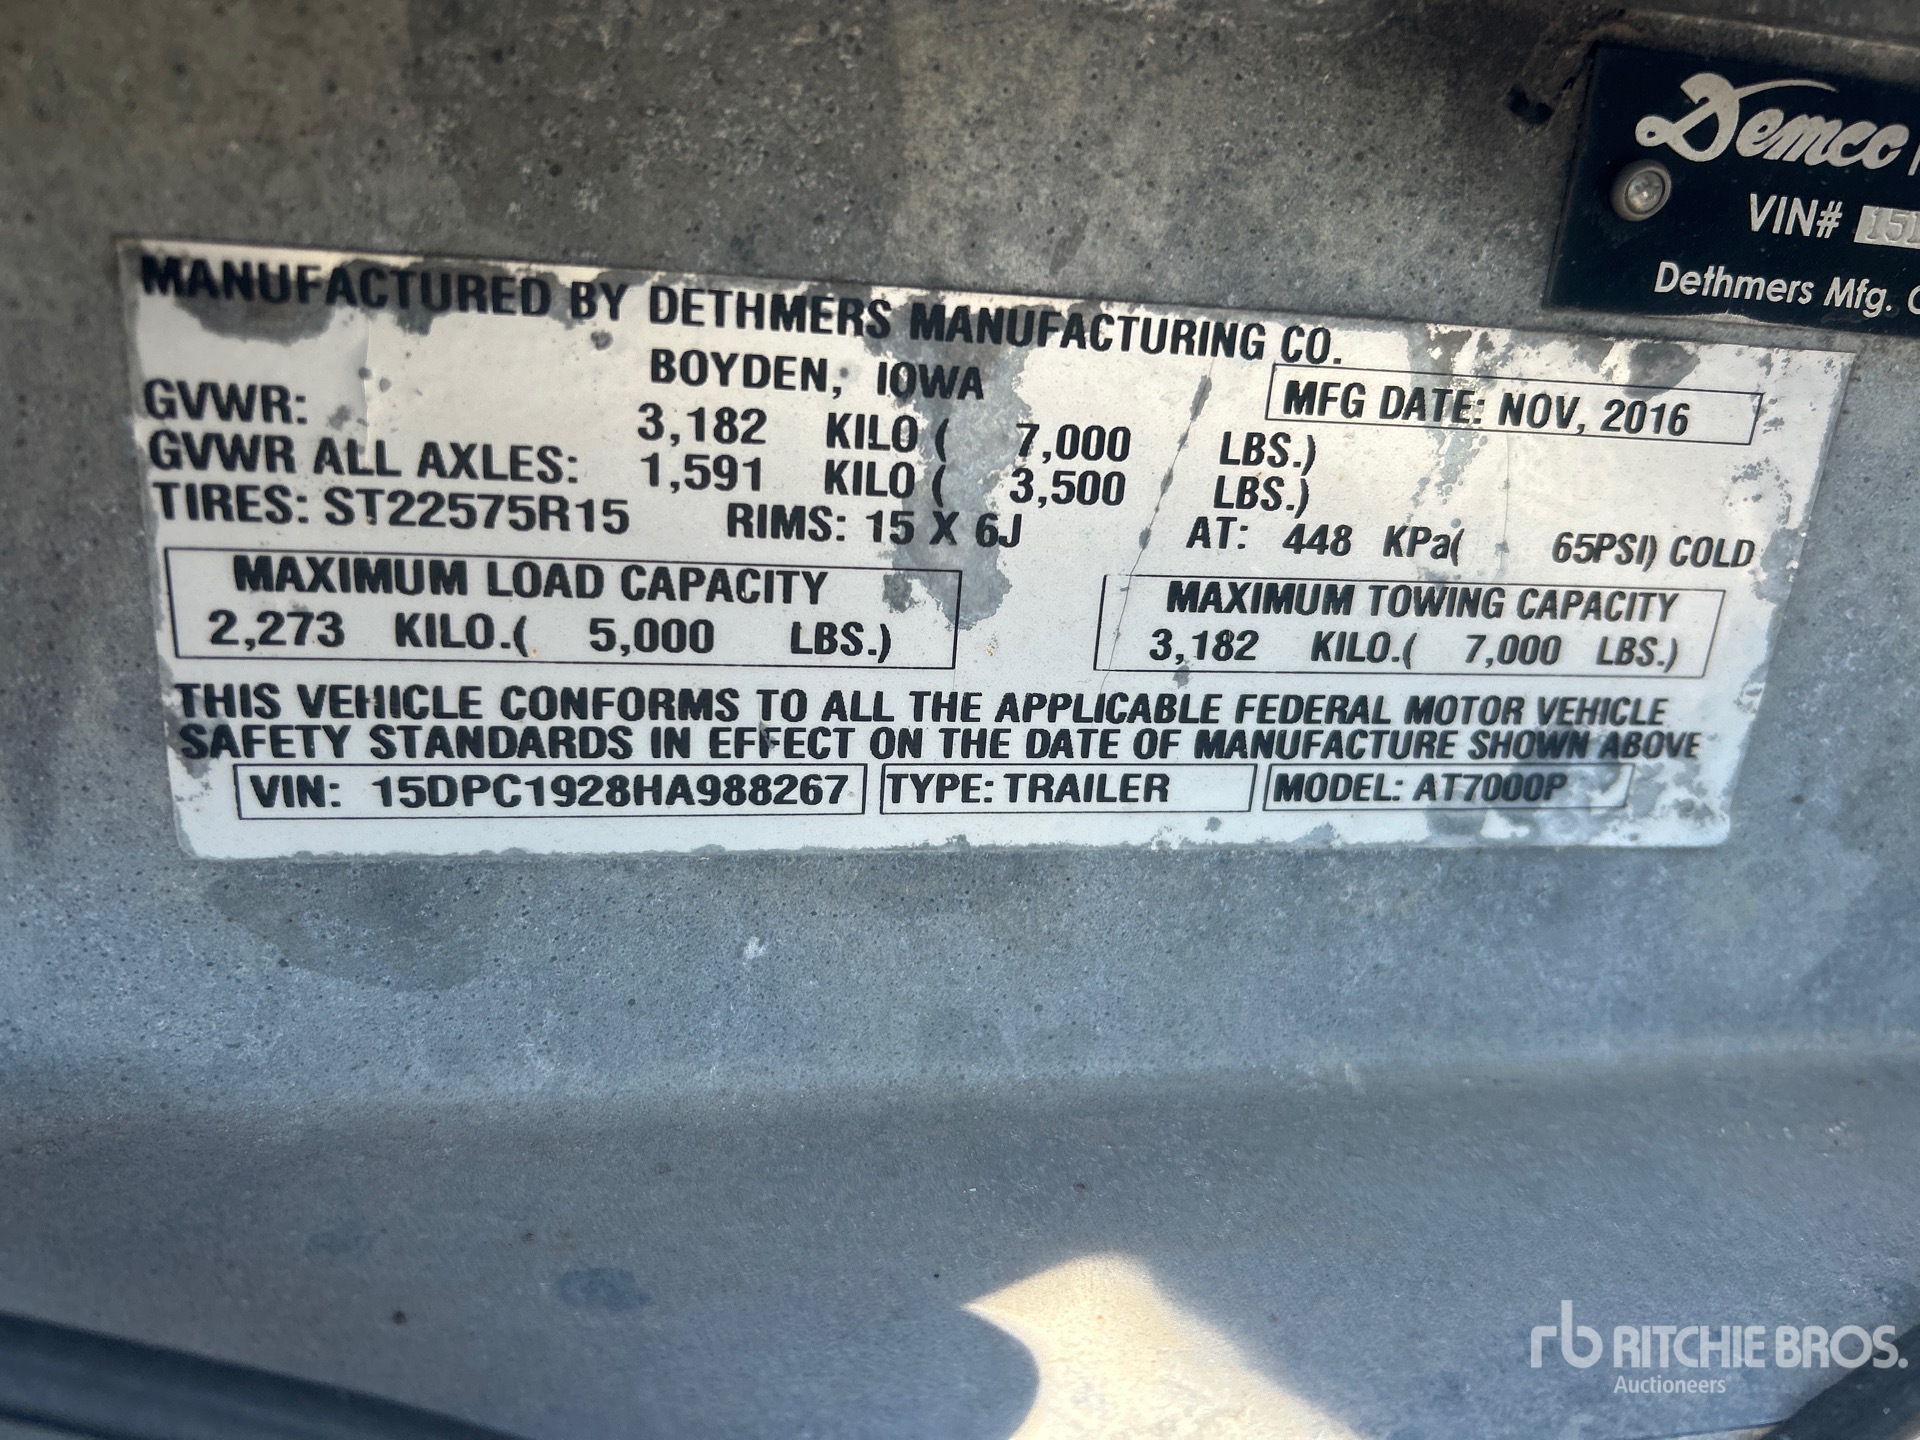 Demco
VIN# 151
Dethmers Mfg.
MANUFACTURED BY DETHMERS MANUFACTURING CO.
BOYDEN, IOWA
MFG DATE: NOV, 2016
GVWR: 3,182 KILO ( 7,000 LBS.)
GVWR ALL AXLES: 1,591 KILO ( 3,500 LBS.)
TIRES: ST22575R15 RIMS: 15 X 6J AT: 448 KPa( 65PSI) COLD
MAXIMUM LOAD CAPACITY
2,273 KILO.( 5,000 LBS.)
MAXIMUM TOWING CAPACITY
3,182 KILO.( 7,000 LBS.)
THIS VEHICLE CONFORMS TO ALL THE APPLICABLE FEDERAL MOTOR VEHICLE
SAFETY STANDARDS IN EFFECT ON THE DATE OF MANUFACTURE SHOWN ABOVE
VIN: 15DPC1928HA988267 TYPE: TRAILER MODEL: AT7000P
rb RITCHIE BROS.
Auctioneers